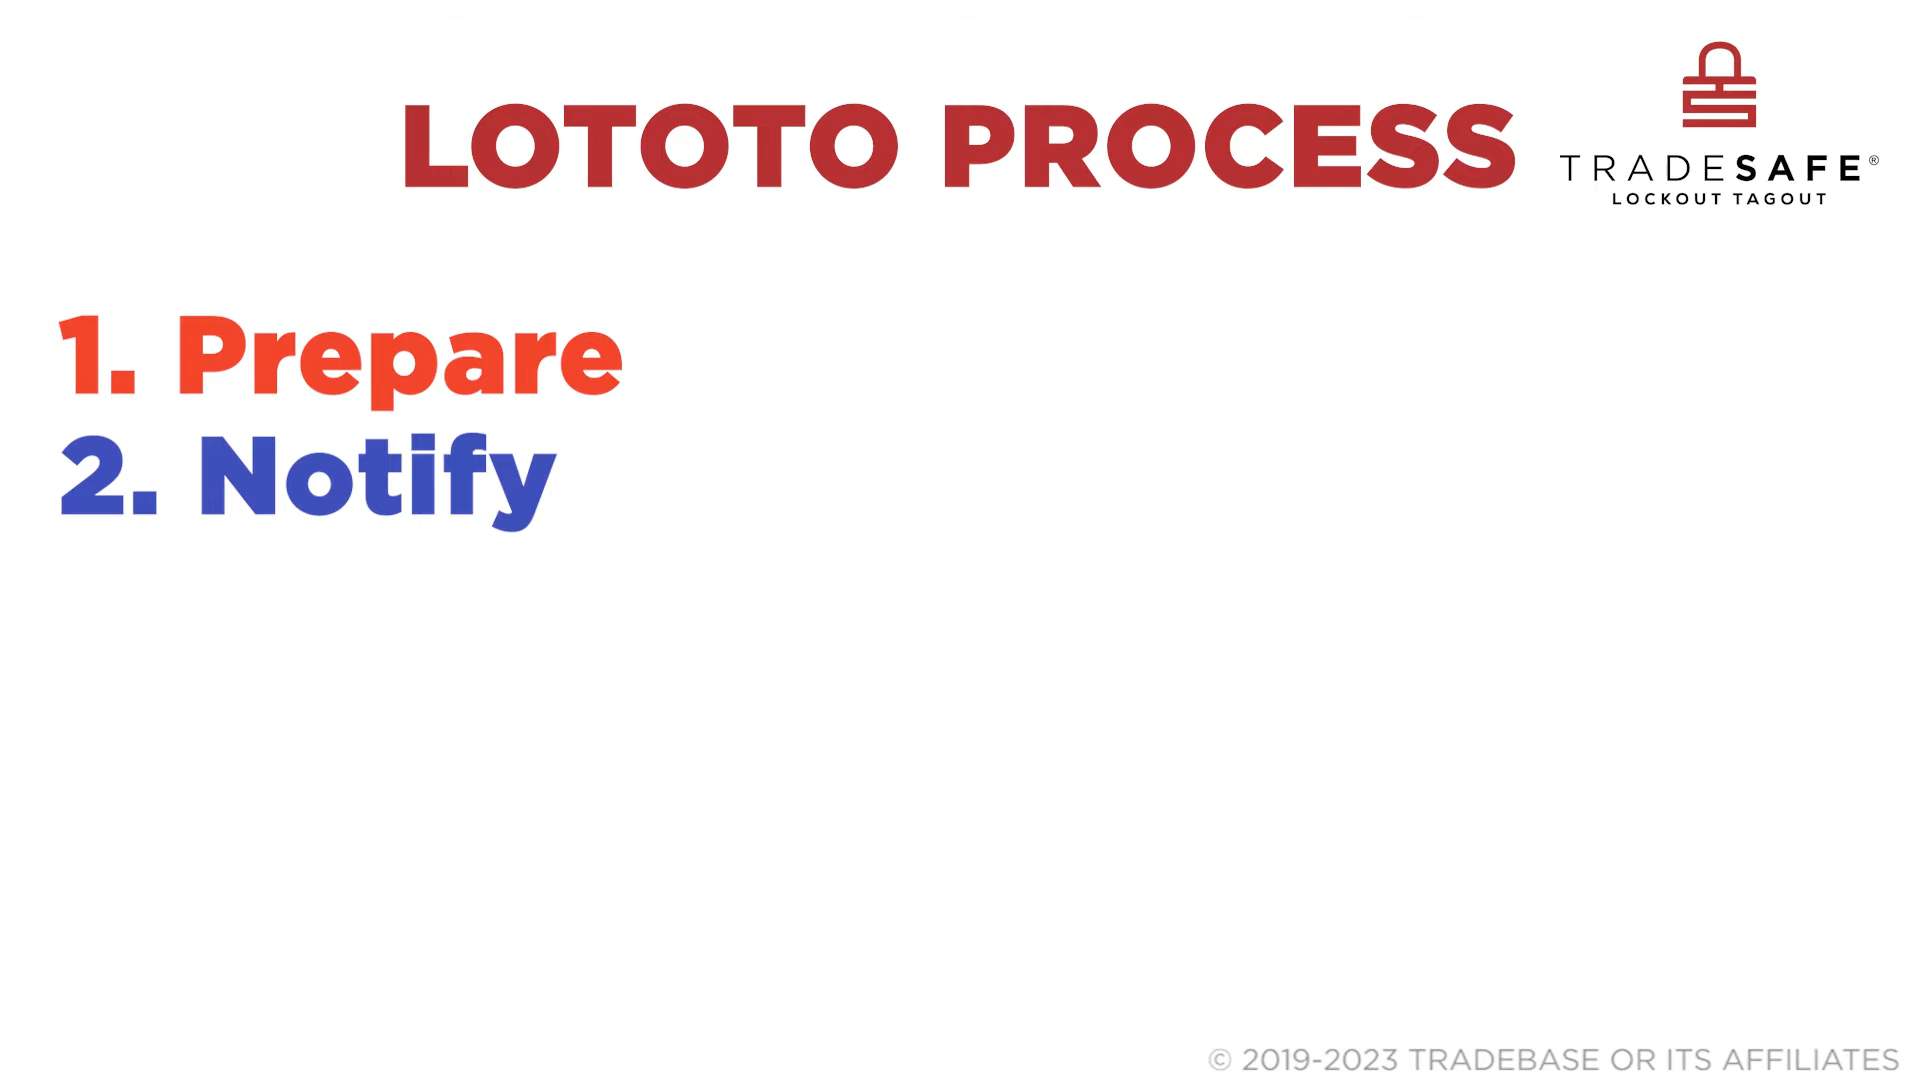 LOTOTO PROCESS
TRADESAFE®
LOCKOUT TAGOUT
1. Prepare
2. Notify
© 2019-2023 TRADEBASE OR ITS AFFILIATES